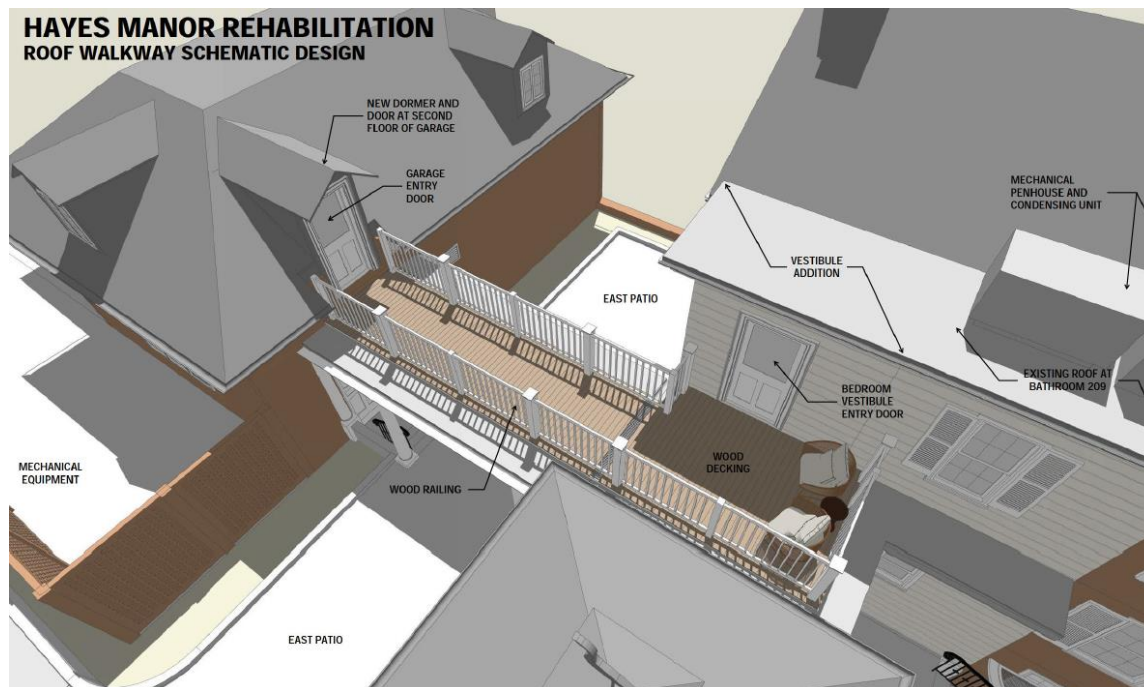 HAYES MANOR REHABILITATION
ROOF WALKWAY SCHEMATIC DESIGN
NEW DORMER AND
DOOR AT SECOND
FLOOR OF GARAGE
GARAGE
ENTRY
DOOR
MECHANICAL
PENHOUSE AND
CONDENSING UNIT
VESTIBULE
ADDITION
EAST PATIO
EXISTING ROOF AT
BATHROOM 209
BEDROOM
VESTIBULE
ENTRY DOOR
WOOD
DECKING
MECHANICAL
EQUIPMENT
WOOD RAILING
EAST PATIO